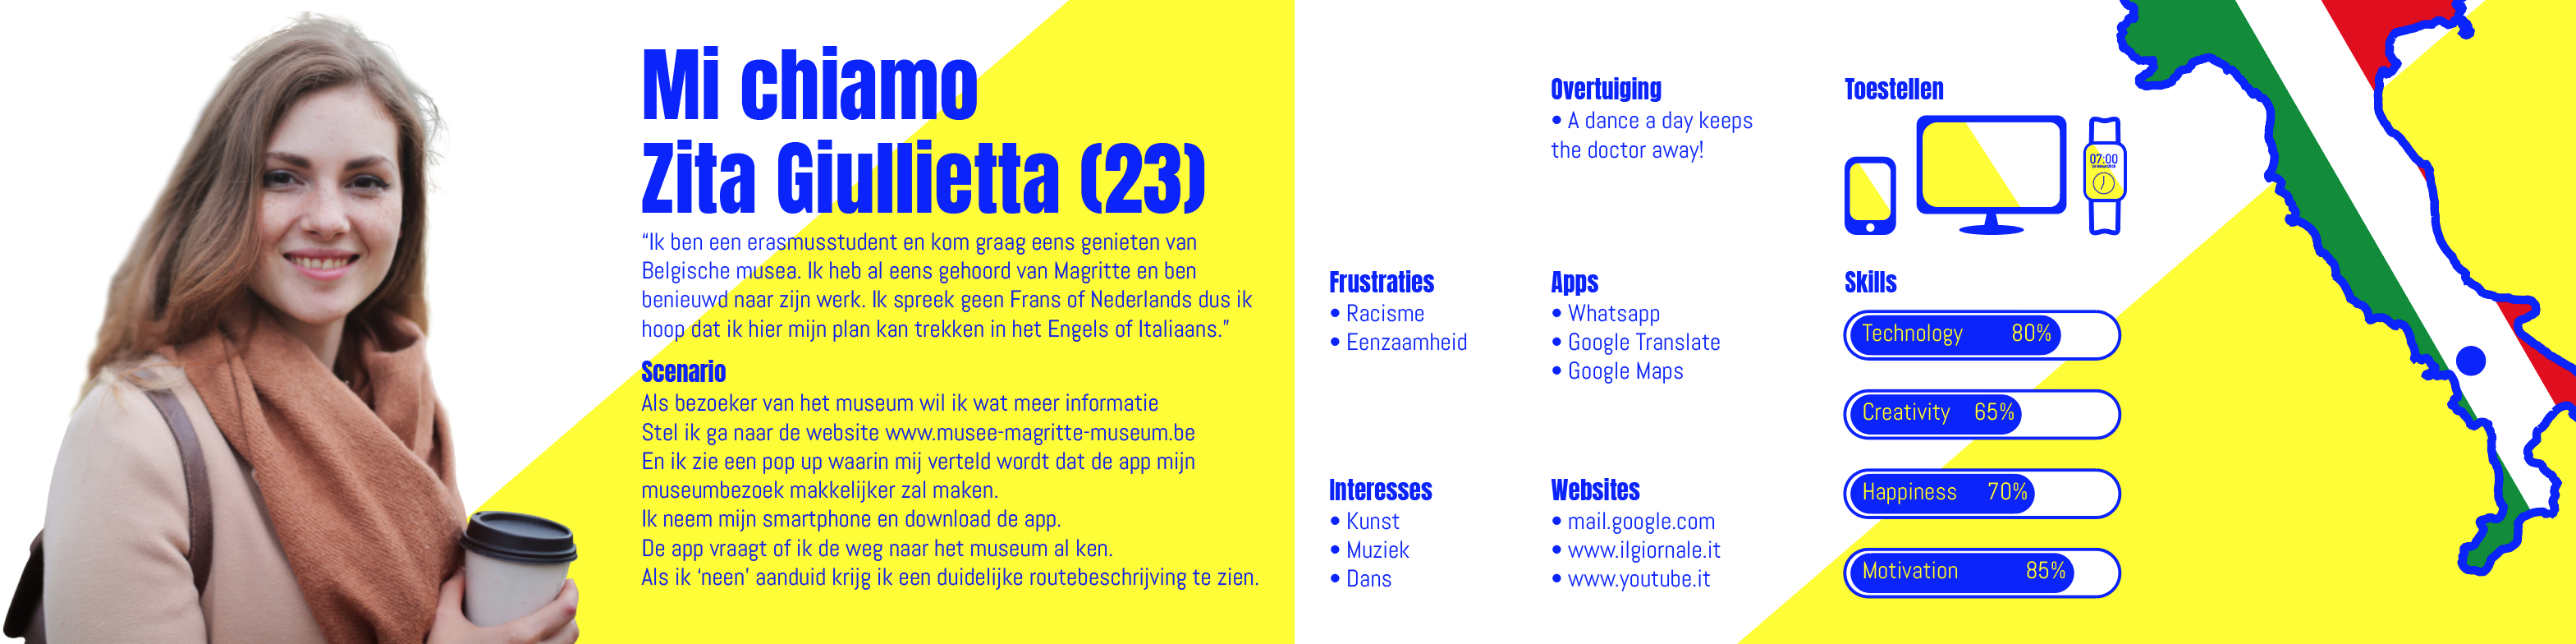 Mi chiamo
Zita Giullietta (23)
“Ik ben een erasmusstudent en kom graag eens genieten van
Belgische musea. Ik heb al eens gehoord van Magritte en ben
benieuwd naar zijn werk. Ik spreek geen Frans of Nederlands dus ik
hoop dat ik hier mijn plan kan trekken in het Engels of Italiaans.”
Scenario
Als bezoeker van het museum wil ik wat meer informatie
Stel ik ga naar de website www.musee-magritte-museum.be
En ik zie een pop up waarin mij verteld wordt dat de app mijn
museumbezoek makkelijker zal maken.
Ik neem mijn smartphone en download de app.
De app vraagt of ik de weg naar het museum al ken.
Als ik ‘neen’ aanduid krijg ik een duidelijke routebeschrijving te zien.
Frustraties
• Racisme
• Eenzaamheid
Interesses
• Kunst
• Muziek
• Dans
Overtuiging
• A dance a day keeps
the doctor away!
Apps
• Whatsapp
• Google Translate
• Google Maps
Websites
• mail.google.com
• www.ilgiornale.it
• www.youtube.it
Toestellen
07:00
Skills
Technology 80%
Creativity 65%
Happiness 70%
Motivation 85%